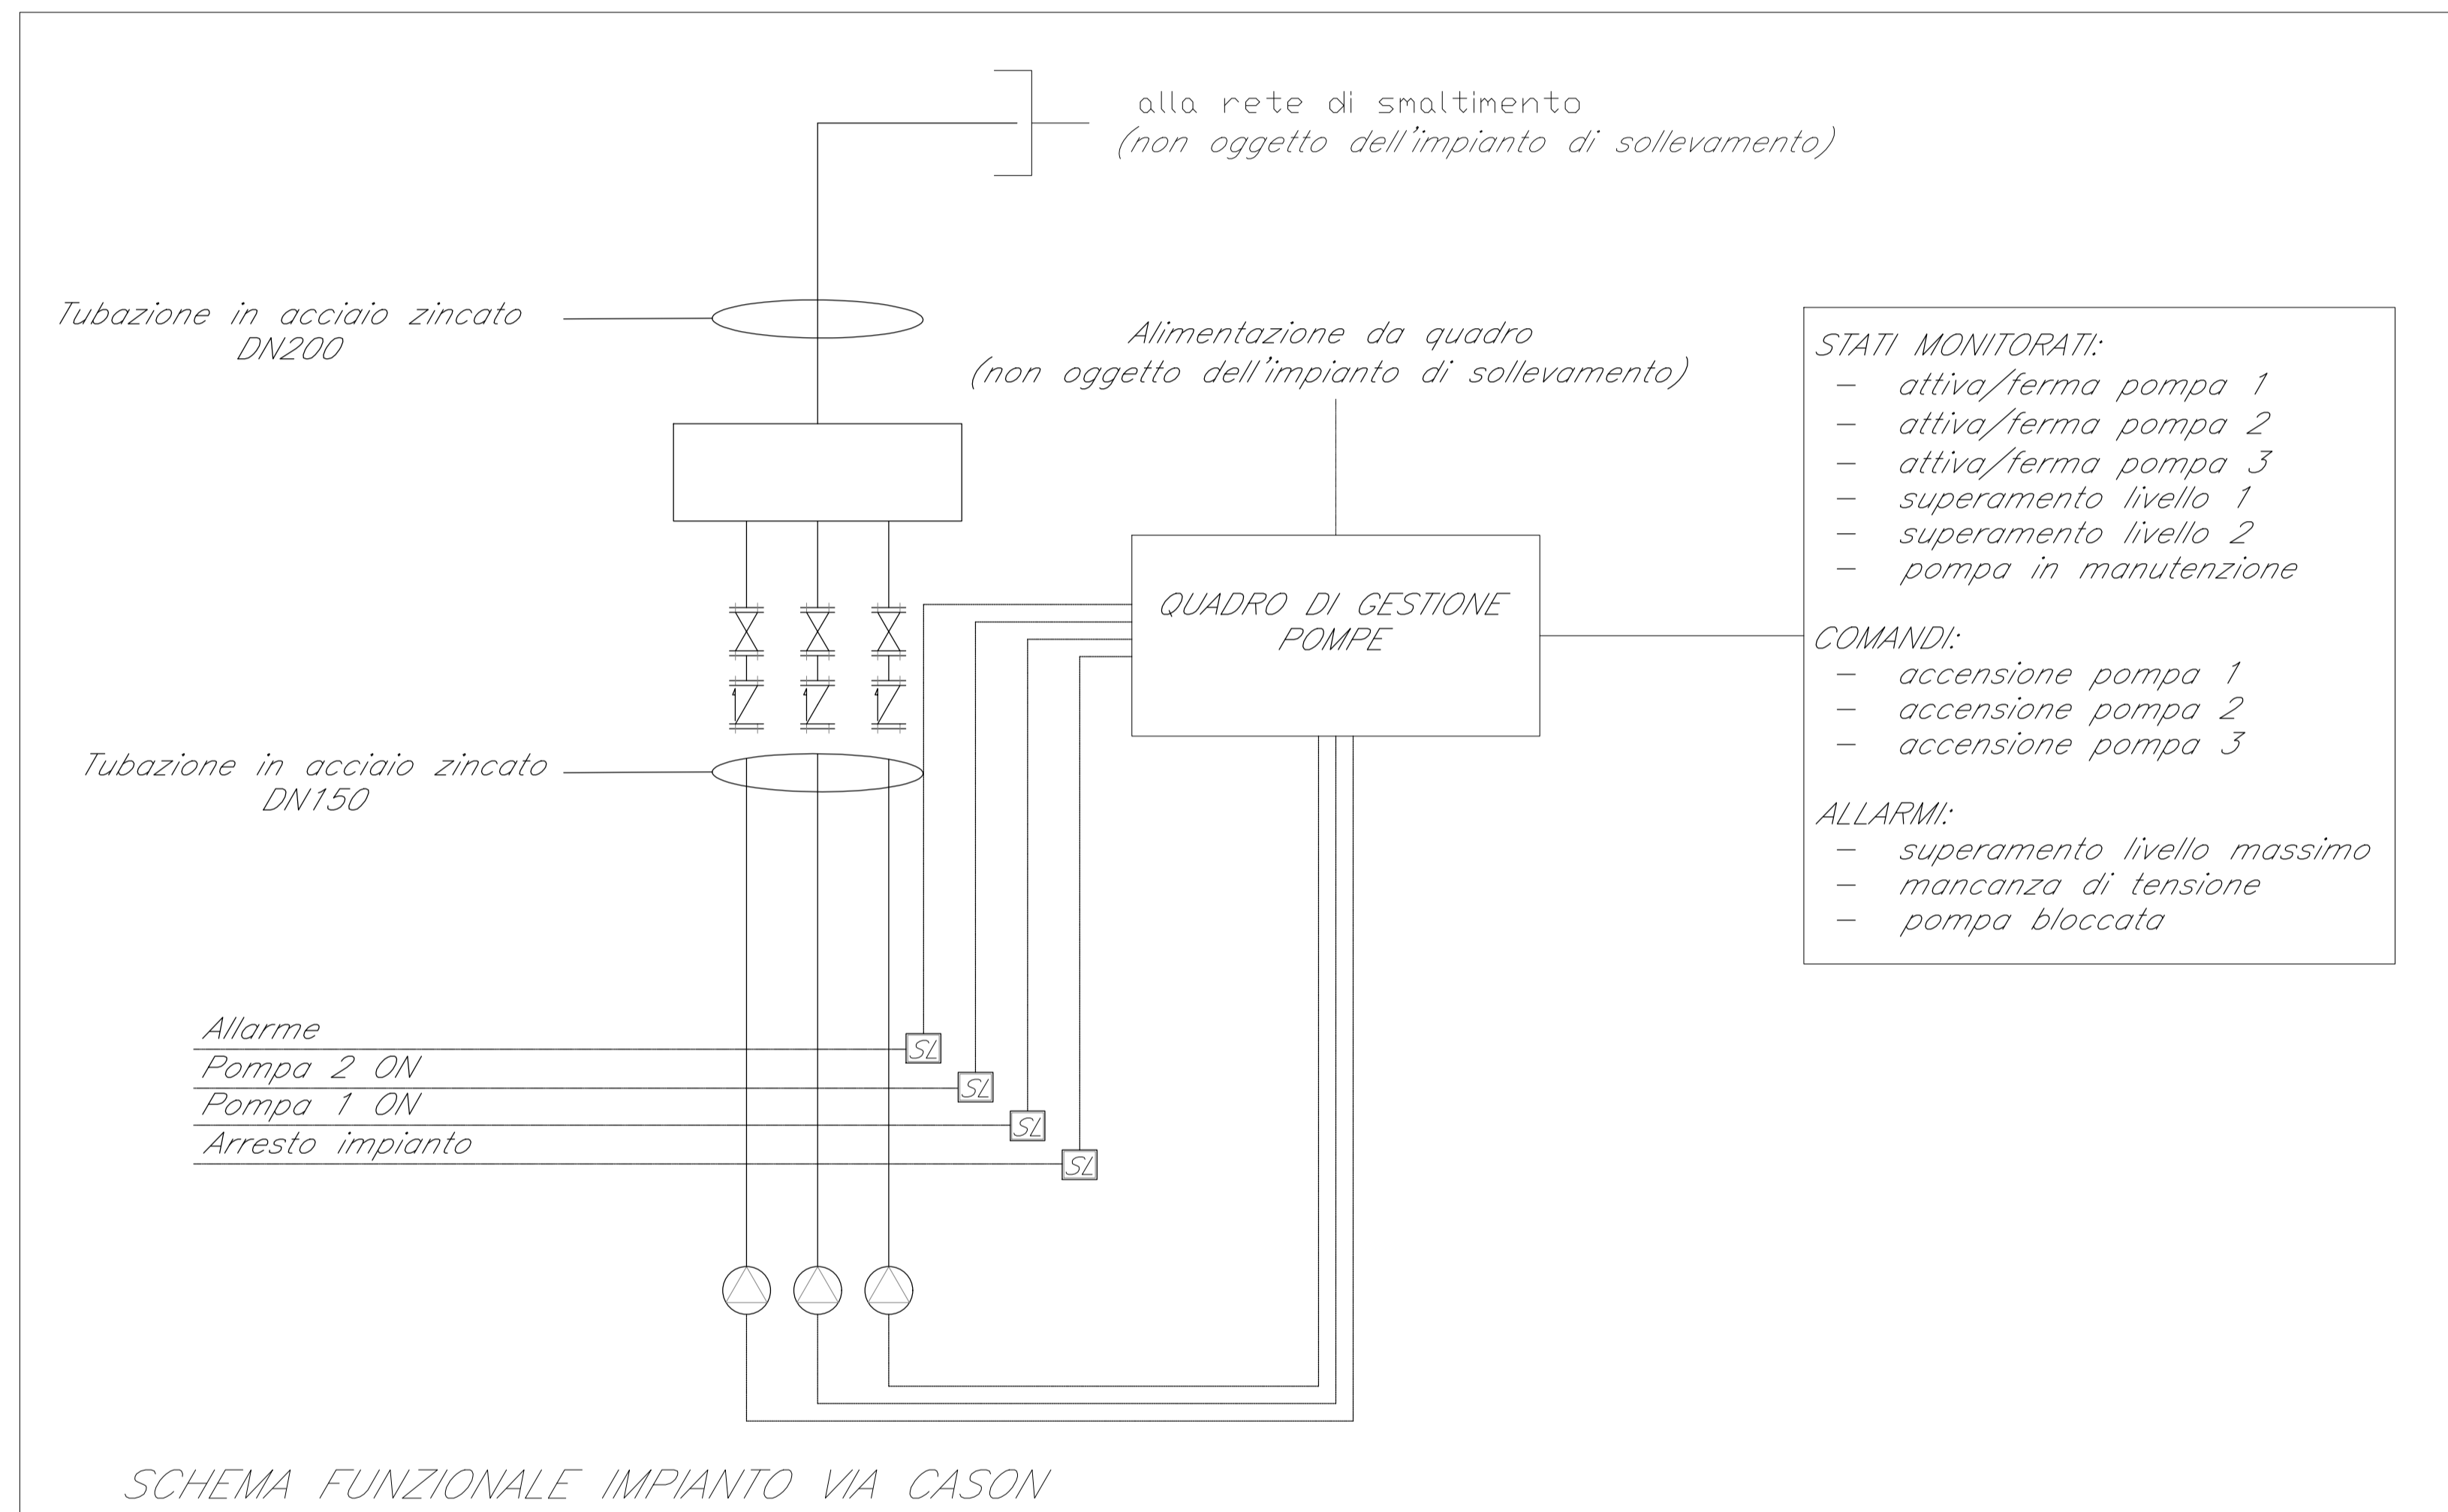 alla rete di smaltimento
(non oggetto dell'impianto di sollevamento)
Tubazione in acciaio zincato
DN200
Alimentazione da quadro
(non oggetto dell'impianto di sollevamento)
STATI MONITORATI:
- attiva/ferma pompa 1
- attiva/ferma pompa 2
- attiva/ferma pompa 3
- superamento livello 1
- superamento livello 2
- pompa in manutenzione
QUADRO DI GESTIONE
POMPE
COMANDI:
- accensione pompa 1
- accensione pompa 2
- accensione pompa 3
Tubazione in acciaio zincato
DN150
ALLARMI:
- superamento livello massimo
- mancanza di tensione
- pompa bloccata
Allarme
SL
Pompa 2 ON
SL
Pompa 1 ON
SL
Arresto impianto
SL
SCHEMA FUNZIONALE IMPIANTO VIA CASON